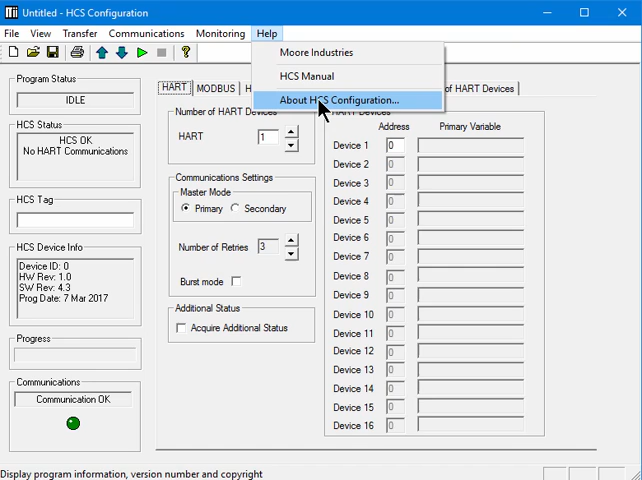 Untitled - HCS Configuration
File View Transfer Communications Monitoring Help
Moore Industries
HCS Manual
About HCS Configuration...
Program Status
IDLE
HCS Status
HCS OK
No HART Communications
HCS Tag
HCS Device Info
Device ID: 0
HW Rev: 1.0
SW Rev: 4.3
Prog Date: 7 Mar 2017
Progress
Communications
Communication OK
HART MODBUS H of HART Devices
Number of HART Devices
HART 1
Communications Settings
Master Mode
Primary Secondary
Number of Retries 3
Burst mode
Additional Status
Acquire Additional Status
HART Devices
Address Primary Variable
Device 1 0
Device 2 0
Device 3 0
Device 4 0
Device 5 0
Device 6 0
Device 7 0
Device 8 0
Device 9 0
Device 10 0
Device 11 0
Device 12 0
Device 13 0
Device 14 0
Device 15 0
Device 16 0
Display program information, version number and copyright